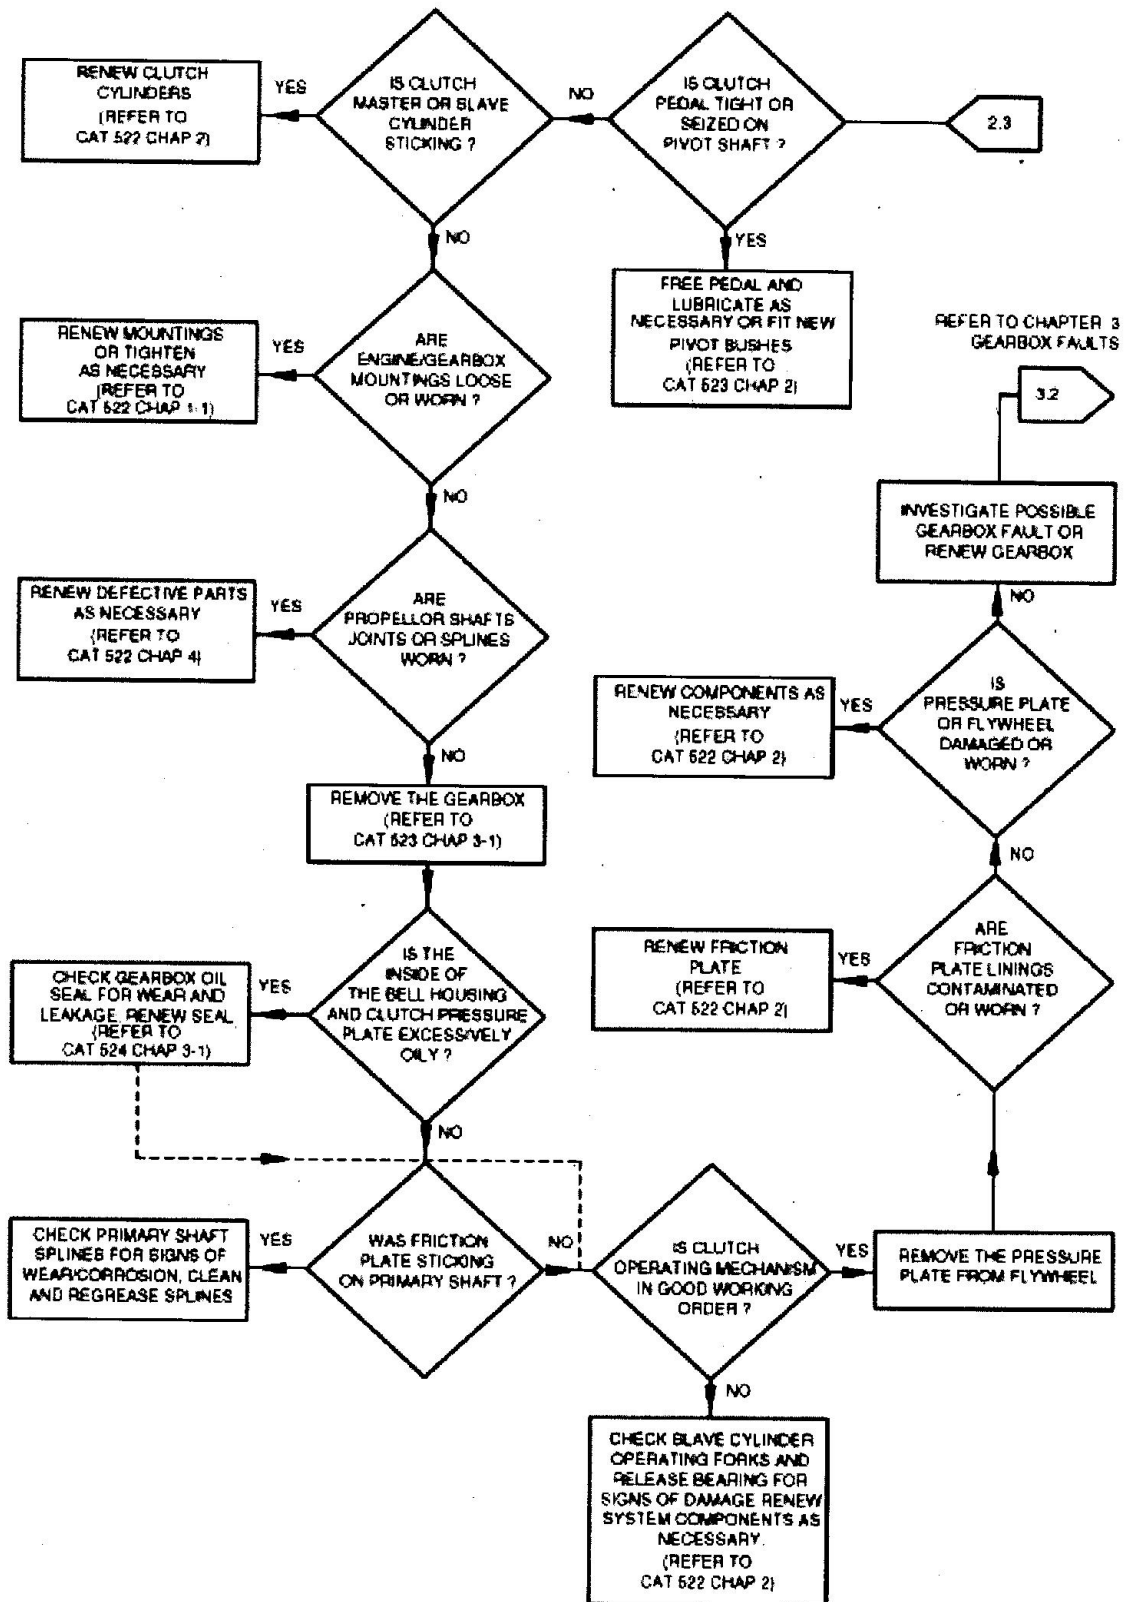 2.3
IS CLUTCH
PEDAL TIGHT OR
SEIZED ON
PIVOT SHAFT ?
NO
YES
FREE PEDAL AND
LUBRICATE AS
NECESSARY OR FIT NEW
PIVOT BUSHES
(REFER TO
CAT 523 CHAP 2)
IS CLUTCH
MASTER OR SLAVE
CYLINDER
STICKING ?
YES
RENEW CLUTCH
CYLINDERS
(REFER TO
CAT 522 CHAP 2)
NO
ARE
ENGINE/GEARBOX
MOUNTINGS LOOSE
OR WORN ?
YES
RENEW MOUNTINGS
OR TIGHTEN
AS NECESSARY
(REFER TO
CAT 522 CHAP 1-1)
NO
ARE
PROPELLOR SHAFTS
JOINTS OR SPLINES
WORN ?
YES
RENEW DEFECTIVE PARTS
AS NECESSARY
(REFER TO
CAT 522 CHAP 4)
NO
REMOVE THE GEARBOX
(REFER TO
CAT 523 CHAP 3-1)
IS THE
INSIDE OF
THE BELL HOUSING
AND CLUTCH PRESSURE
PLATE EXCESSIVELY
OILY ?
YES
CHECK GEARBOX OIL
SEAL FOR WEAR AND
LEAKAGE, RENEW SEAL
(REFER TO
CAT 524 CHAP 3-1)
NO
WAS FRICTION
PLATE STICKING
ON PRIMARY SHAFT ?
YES
CHECK PRIMARY SHAFT
SPLINES FOR SIGNS OF
WEAR/CORROSION, CLEAN
AND REGREASE SPLINES
NO
IS CLUTCH
OPERATING MECHANISM
IN GOOD WORKING
ORDER ?
NO
CHECK SLAVE CYLINDER
OPERATING FORKS AND
RELEASE BEARING FOR
SIGNS OF DAMAGE RENEW
SYSTEM COMPONENTS AS
NECESSARY.
(REFER TO
CAT 522 CHAP 2)
YES
REMOVE THE PRESSURE
PLATE FROM FLYWHEEL
ARE
FRICTION
PLATE LININGS
CONTAMINATED
OR WORN ?
YES
RENEW FRICTION
PLATE
(REFER TO
CAT 522 CHAP 2)
NO
IS
PRESSURE PLATE
OR FLYWHEEL
DAMAGED OR
WORN ?
YES
RENEW COMPONENTS AS
NECESSARY
(REFER TO
CAT 522 CHAP 2)
NO
INVESTIGATE POSSIBLE
GEARBOX FAULT OR
RENEW GEARBOX
3.2
REFER TO CHAPTER 3
GEARBOX FAULTS